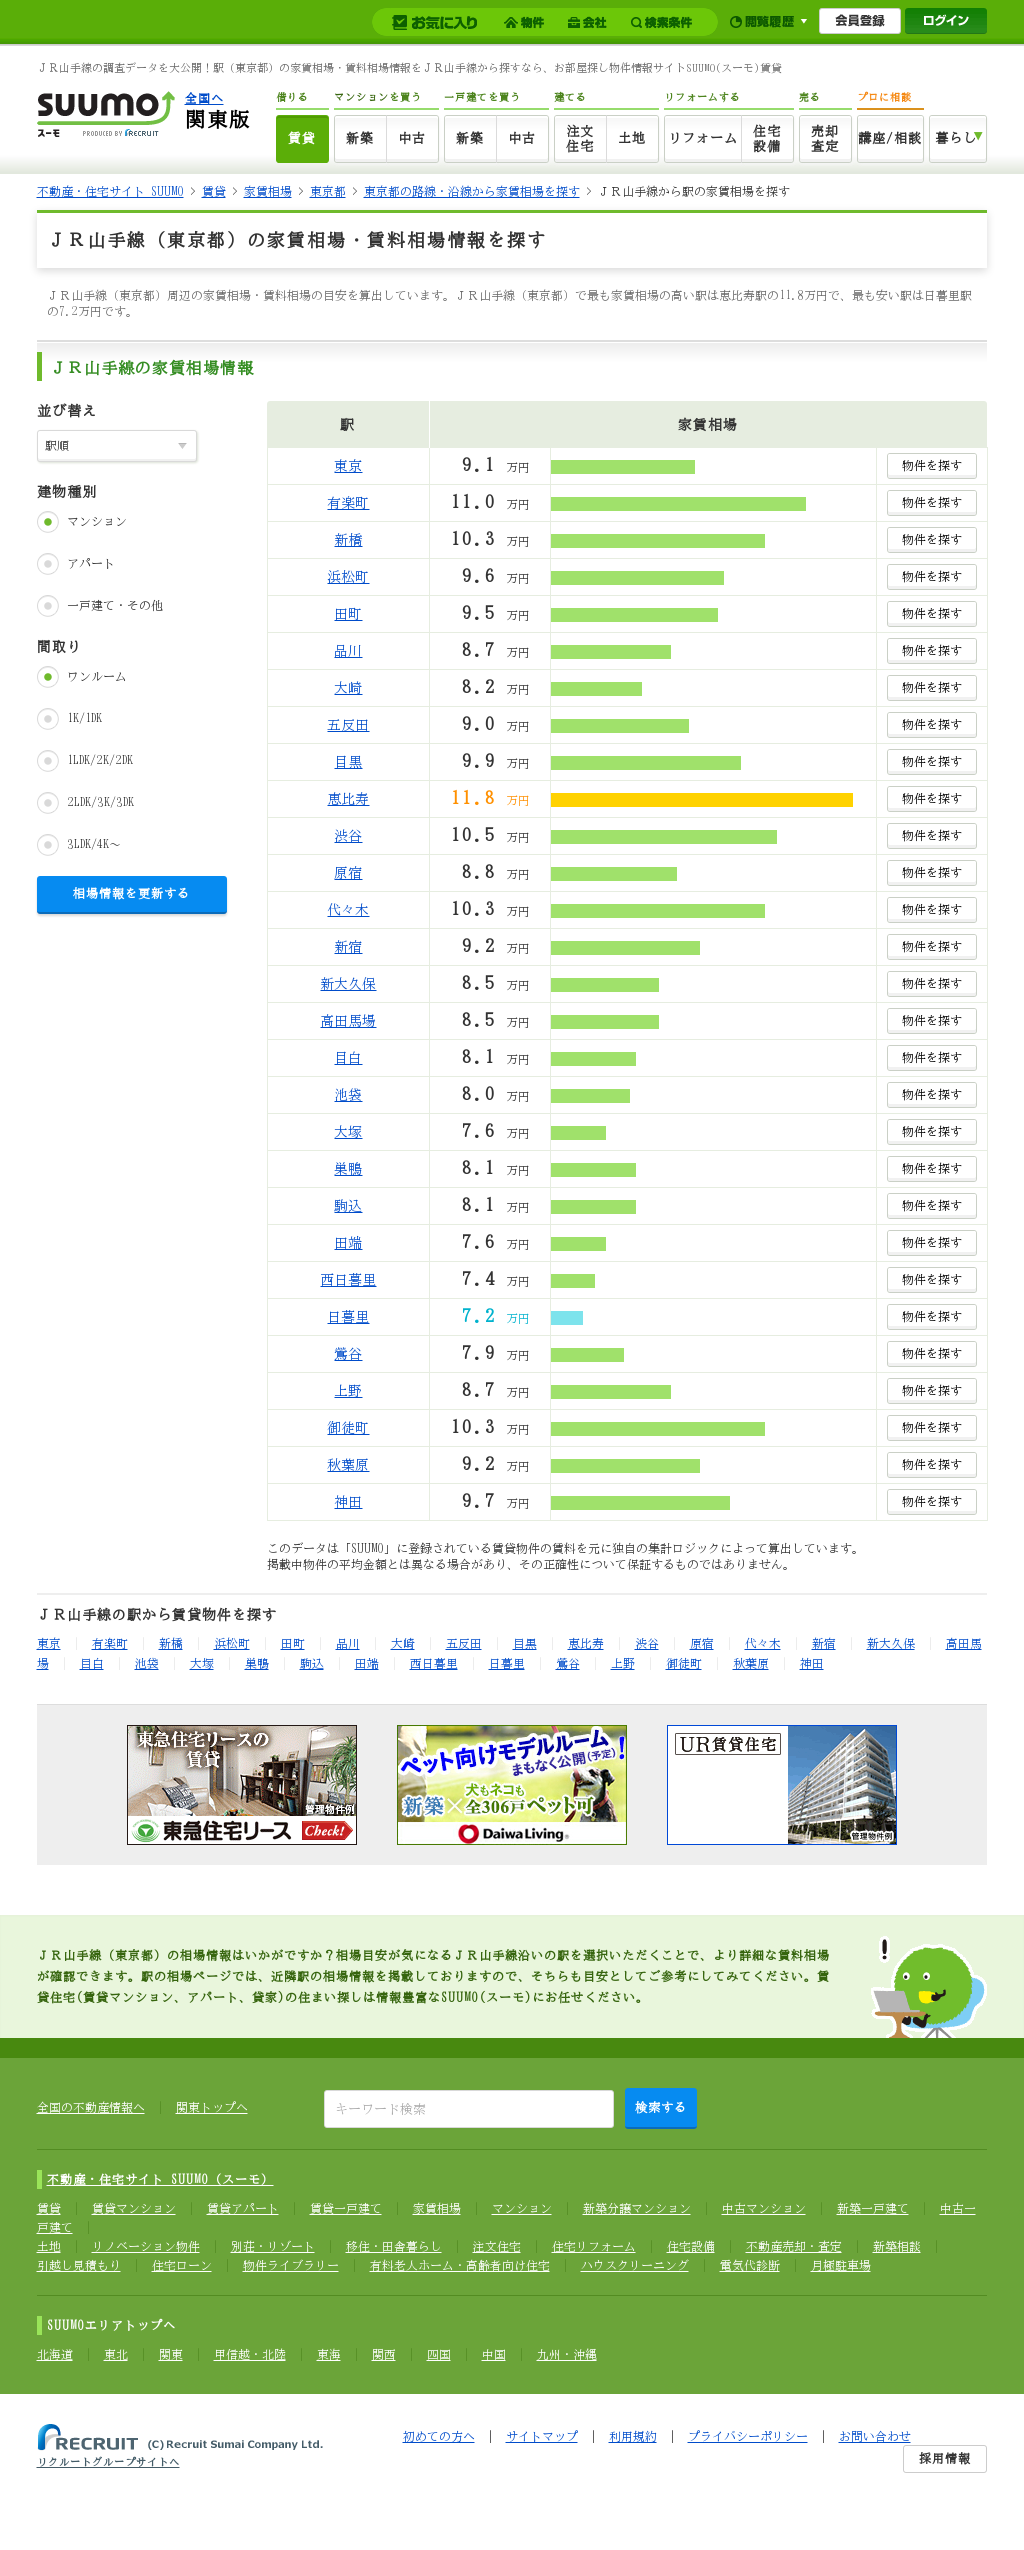 お気に入り 物件 会社 検索条件 閲覧履歴 会員登録 ログイン
ＪＲ山手線の調査データを大公開！駅（東京都）の家賃相場・賃料相場情報をＪＲ山手線から探すなら、お部屋探し物件情報サイトSUUMO(スーモ)賃貸
suumo スーモ PRODUCED BY RECRUIT
全国へ
関東版
借りる マンションを買う 一戸建てを買う 建てる リフォームする 売る プロに相談
賃貸 新築 中古 新築 中古 注文住宅 土地 リフォーム 住宅設備 売却査定 講座/相談 暮らし
不動産・住宅サイト SUUMO > 賃貸 > 家賃相場 > 東京都 > 東京都の路線・沿線から家賃相場を探す > ＪＲ山手線から駅の家賃相場を探す
ＪＲ山手線（東京都）の家賃相場・賃料相場情報を探す
ＪＲ山手線（東京都）周辺の家賃相場・賃料相場の目安を算出しています。ＪＲ山手線（東京都）で最も家賃相場の高い駅は恵比寿駅の11.8万円で、最も安い駅は日暮里駅
の7.2万円です。
ＪＲ山手線の家賃相場情報
並び替え
駅順
建物種別
マンション
アパート
一戸建て・その他
間取り
ワンルーム
1K/1DK
1LDK/2K/2DK
2LDK/3K/3DK
3LDK/4K～
相場情報を更新する
駅 家賃相場
東京 9.1 万円 物件を探す
有楽町 11.0 万円 物件を探す
新橋 10.3 万円 物件を探す
浜松町 9.6 万円 物件を探す
田町 9.5 万円 物件を探す
品川 8.7 万円 物件を探す
大崎 8.2 万円 物件を探す
五反田 9.0 万円 物件を探す
目黒 9.9 万円 物件を探す
恵比寿 11.8 万円 物件を探す
渋谷 10.5 万円 物件を探す
原宿 8.8 万円 物件を探す
代々木 10.3 万円 物件を探す
新宿 9.2 万円 物件を探す
新大久保 8.5 万円 物件を探す
高田馬場 8.5 万円 物件を探す
目白 8.1 万円 物件を探す
池袋 8.0 万円 物件を探す
大塚 7.6 万円 物件を探す
巣鴨 8.1 万円 物件を探す
駒込 8.1 万円 物件を探す
田端 7.6 万円 物件を探す
西日暮里 7.4 万円 物件を探す
日暮里 7.2 万円 物件を探す
鶯谷 7.9 万円 物件を探す
上野 8.7 万円 物件を探す
御徒町 10.3 万円 物件を探す
秋葉原 9.2 万円 物件を探す
神田 9.7 万円 物件を探す
このデータは「SUUMO」に登録されている賃貸物件の賃料を元に独自の集計ロジックによって算出しています。
掲載中物件の平均金額とは異なる場合があり、その正確性について保証するものではありません。
ＪＲ山手線の駅から賃貸物件を探す
東京 有楽町 新橋 浜松町 田町 品川 大崎 五反田 目黒 恵比寿 渋谷 原宿 代々木 新宿 新大久保 高田馬
場 目白 池袋 大塚 巣鴨 駒込 田端 西日暮里 日暮里 鶯谷 上野 御徒町 秋葉原 神田
東急住宅リースの
賃貸
管理物件例
東急住宅リース Check!
ペット向けモデルルーム
まもなく公開(予定)!
犬もネコも
新築×全306戸ペット可
Daiwa Living®
UR賃貸住宅
管理物件例
ＪＲ山手線（東京都）の相場情報はいかがですか？相場目安が気になるＪＲ山手線沿いの駅を選択いただくことで、より詳細な賃料相場
が確認できます。駅の相場ページでは、近隣駅の相場情報を掲載しておりますので、そちらも目安としてご参考にしてみてください。賃
貸住宅(賃貸マンション、アパート、貸家)の住まい探しは情報豊富なSUUMO(スーモ)にお任せください。
全国の不動産情報へ 関東トップへ キーワード検索 検索する
不動産・住宅サイト SUUMO（スーモ）
賃貸 賃貸マンション 賃貸アパート 賃貸一戸建て 家賃相場 マンション 新築分譲マンション 中古マンション 新築一戸建て 中古一
戸建て
土地 リノベーション物件 別荘・リゾート 移住・田舎暮らし 注文住宅 住宅リフォーム 住宅設備 不動産売却・査定 新築相談
引越し見積もり 住宅ローン 物件ライブラリー 有料老人ホーム・高齢者向け住宅 ハウスクリーニング 電気代診断 月極駐車場
SUUMOエリアトップへ
北海道 東北 関東 甲信越・北陸 東海 関西 四国 中国 九州・沖縄
RECRUIT (C) Recruit Sumai Company Ltd.
リクルートグループサイトへ
初めての方へ サイトマップ 利用規約 プライバシーポリシー お問い合わせ
採用情報